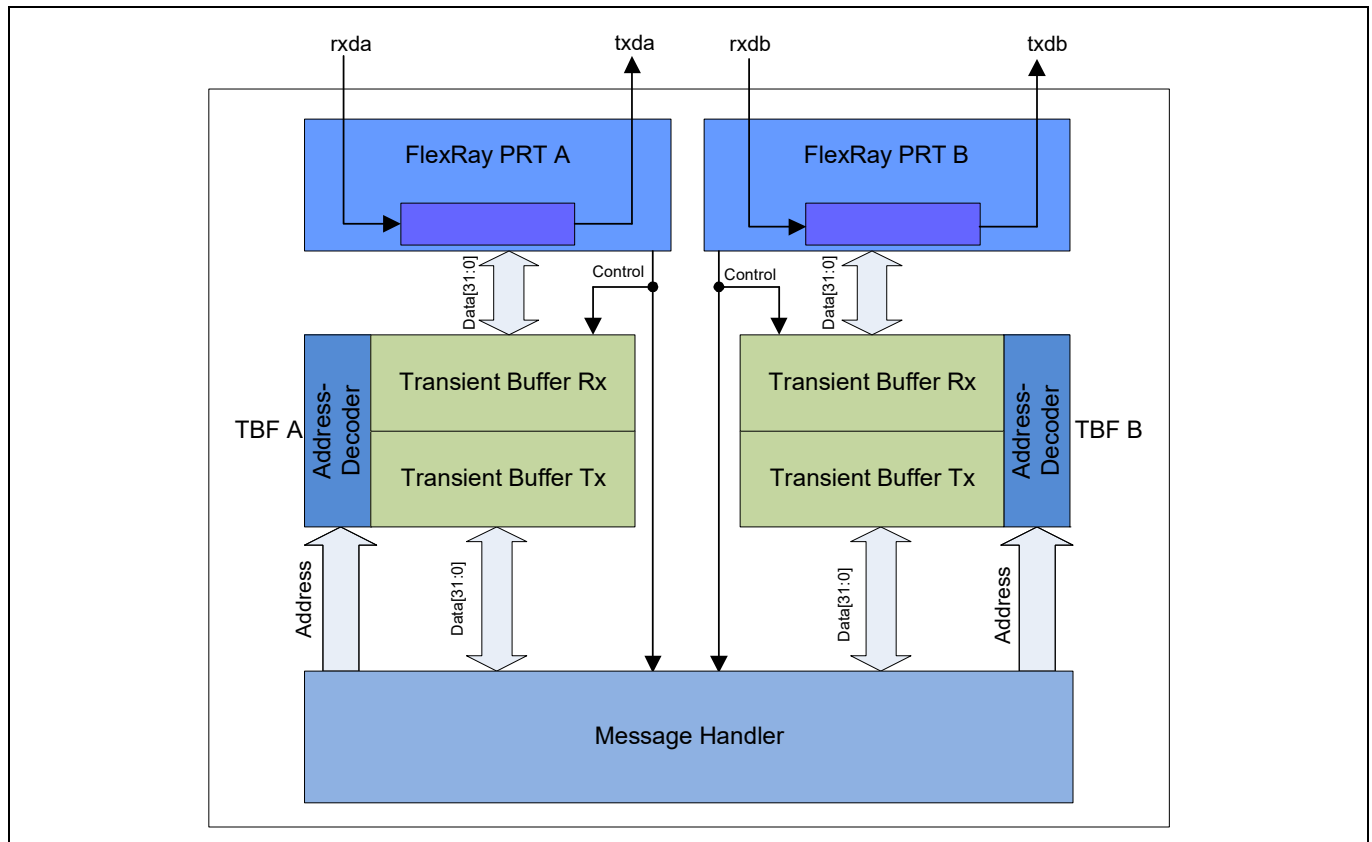 rxda
txda
rxdb
txdb
FlexRay PRT A
FlexRay PRT B
Data[31:0]
Control
Control
Data[31:0]
TBF A
Address-
Decoder
Transient Buffer Rx
Transient Buffer Tx
Transient Buffer Rx
Transient Buffer Tx
Address-
Decoder
TBF B
Address
Data[31:0]
Data[31:0]
Address
Message Handler